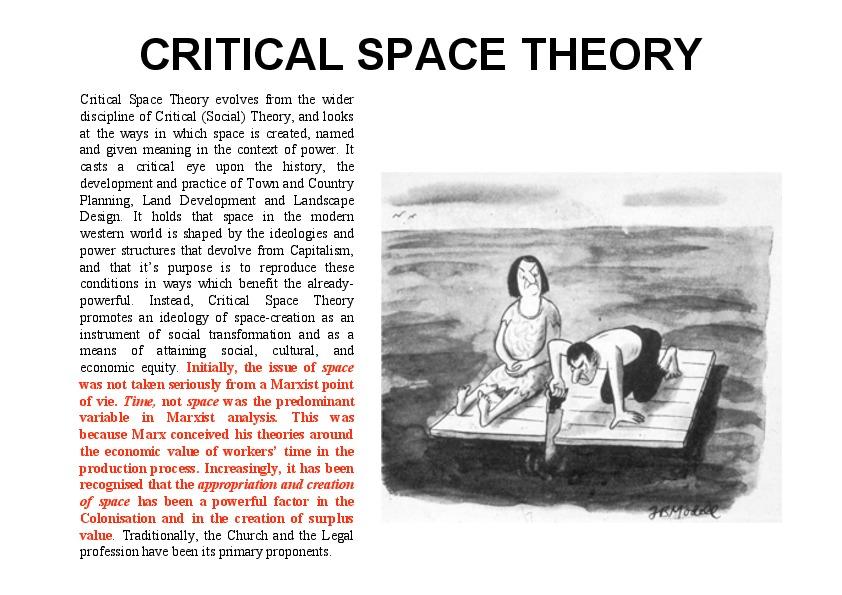 CRITICAL SPACE THEORY
Critical Space Theory evolves from the wider
discipline of Critical (Social) Theory, and looks
at the ways in which space is created, named
and given meaning in the context of power. It
casts a critical eye upon the history, the
development and practice of Town and Country
Planning, Land Development and Landscape
Design. It holds that space in the modern
western world is shaped by the ideologies and
power structures that devolve from Capitalism,
and that it's purpose is to reproduce these
conditions in ways which benefit the already-
powerful. Instead, Critical Space Theory
promotes an ideology of space-creation as an
instrument of social transformation and as a
means of attaining social, cultural, and
economic equity. Initially, the issue of space
was not taken seriously from a Marxist point
of vie. Time, not space was the predominant
variable in Marxist analysis. This was
because Marx conceived his theories around
the economic value of workers' time in the
production process. Increasingly, it has been
recognised that the appropriation and creation
of space has been a powerful factor in the
Colonisation and in the creation of surplus
value. Traditionally, the Church and the Legal
profession have been its primary proponents.